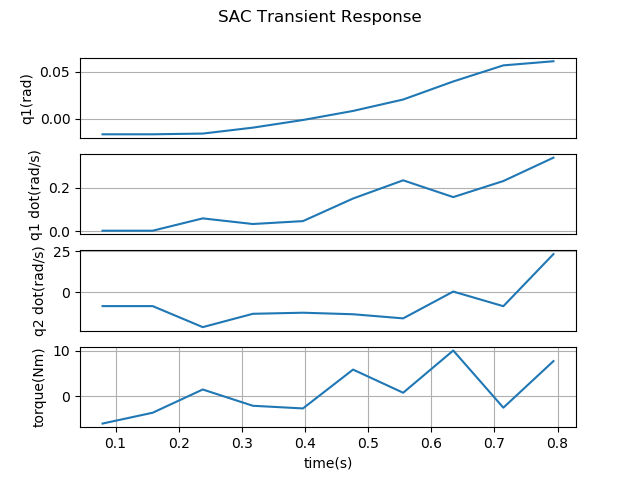 SAC Transient Response
q1(rad)
0.05
0.00
q1 dot(rad/s)
0.2
0.0
q2 dot(rad/s)
25
0
torque(Nm)
10
0
0.1 0.2 0.3 0.4 0.5 0.6 0.7 0.8
time(s)